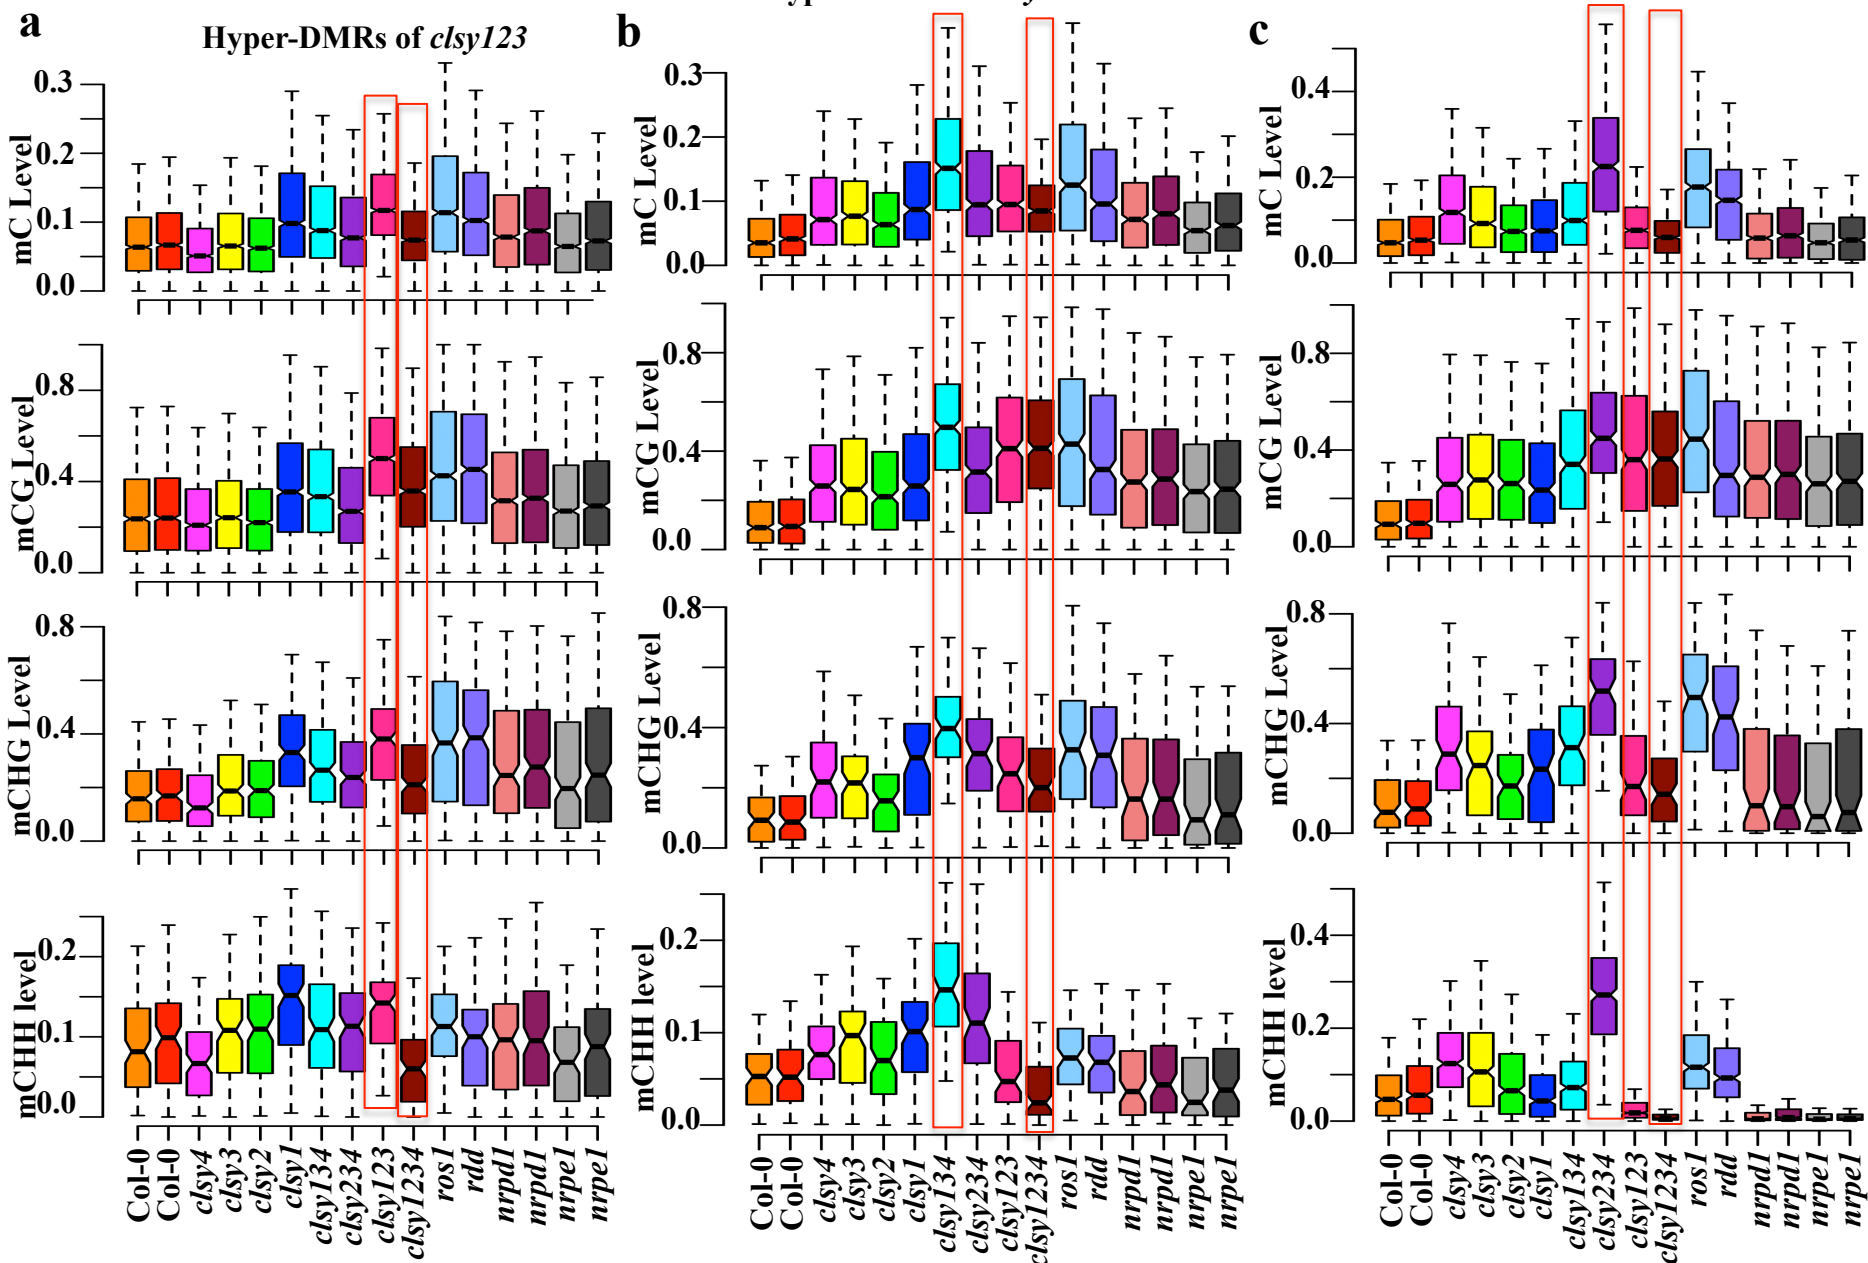 a
Hyper-DMRs of clsy123
mC Level
0.3
0.2
0.1
0.0
mCG Level
0.8
0.4
0.0
mCHG Level
0.8
0.4
0.0
mCHH level
0.2
0.1
0.0
Col-0
Col-0
clsy4
clsy3
clsy2
clsy1
clsy134
clsy234
clsy123
clsy1234
ros1
rdd
nrpd1
nrpd1
nrpe1
nrpe1
b
mC Level
0.3
0.2
0.1
0.0
mCG Level
0.8
0.4
0.0
mCHG Level
0.8
0.4
0.0
mCHH level
0.2
0.1
0.0
Col-0
Col-0
clsy4
clsy3
clsy2
clsy1
clsy134
clsy234
clsy123
clsy1234
ros1
rdd
nrpd1
nrpd1
nrpe1
nrpe1
c
mC Level
0.4
0.2
0.0
mCG Level
0.8
0.4
0.0
mCHG Level
0.8
0.4
0.0
mCHH level
0.4
0.2
0.0
Col-0
Col-0
clsy4
clsy3
clsy2
clsy1
clsy134
clsy234
clsy123
clsy1234
ros1
rdd
nrpd1
nrpd1
nrpe1
nrpe1